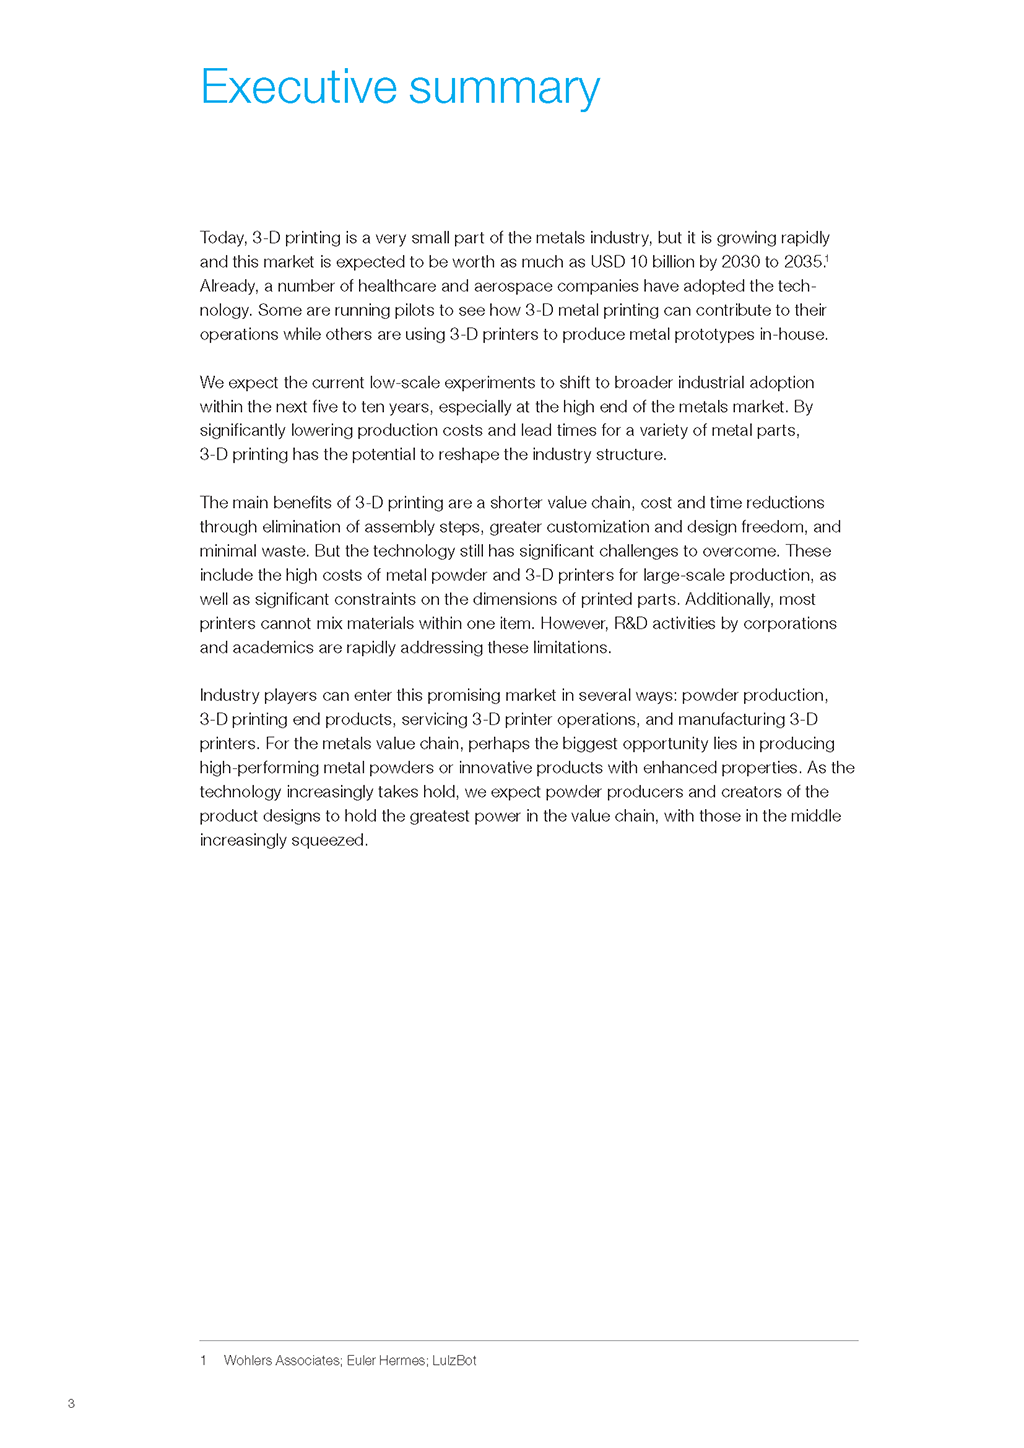 Executive summary
Today, 3-D printing is a very small part of the metals industry, but it is growing rapidly
and this market is expected to be worth as much as USD 10 billion by 2030 to 2035.1
Already, a number of healthcare and aerospace companies have adopted the tech-
nology. Some are running pilots to see how 3-D metal printing can contribute to their
operations while others are using 3-D printers to produce metal prototypes in-house.
We expect the current low-scale experiments to shift to broader industrial adoption
within the next five to ten years, especially at the high end of the metals market. By
significantly lowering production costs and lead times for a variety of metal parts,
3-D printing has the potential to reshape the industry structure.
The main benefits of 3-D printing are a shorter value chain, cost and time reductions
through elimination of assembly steps, greater customization and design freedom, and
minimal waste. But the technology still has significant challenges to overcome. These
include the high costs of metal powder and 3-D printers for large-scale production, as
well as significant constraints on the dimensions of printed parts. Additionally, most
printers cannot mix materials within one item. However, R&D activities by corporations
and academics are rapidly addressing these limitations.
Industry players can enter this promising market in several ways: powder production,
3-D printing end products, servicing 3-D printer operations, and manufacturing 3-D
printers. For the metals value chain, perhaps the biggest opportunity lies in producing
high-performing metal powders or innovative products with enhanced properties. As the
technology increasingly takes hold, we expect powder producers and creators of the
product designs to hold the greatest power in the value chain, with those in the middle
increasingly squeezed.
1 Wohlers Associates; Euler Hermes; LulzBot
3